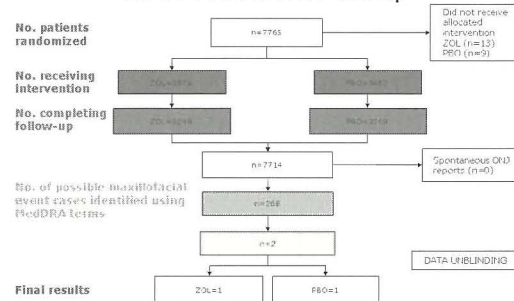 Did not receive
allocated
intervention
ZOL (n=13)
PBO (n=9)
No. patients
randomized
n=7765
No. receiving
intervention
No. completing
follow-up
n=7714
Spontaneous ONJ
reports (n=0)
No. of possible maxillofacial
event cases identified using
MedDRA terms
n=2
DATA UNBLINDING
Final results
ZOL=1
PBO=1